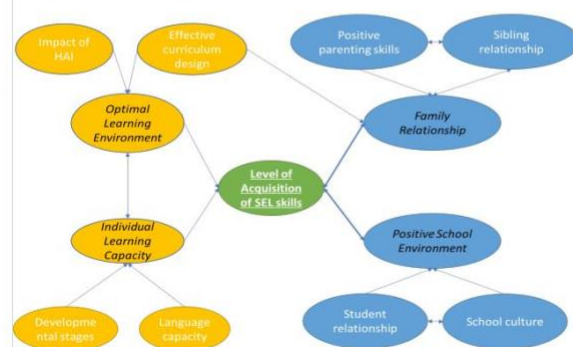 Impact of
HAI
Effective
curriculum
design
Positive
parenting skills
Sibling
relationship
Optimal
Learning
Environment
Family
Relationship
Level of
Acquisition
of SEL skills
Individual
Learning
Capacity
Positive School
Environment
Developme
ntal stages
Language
capacity
Student
relationship
School culture